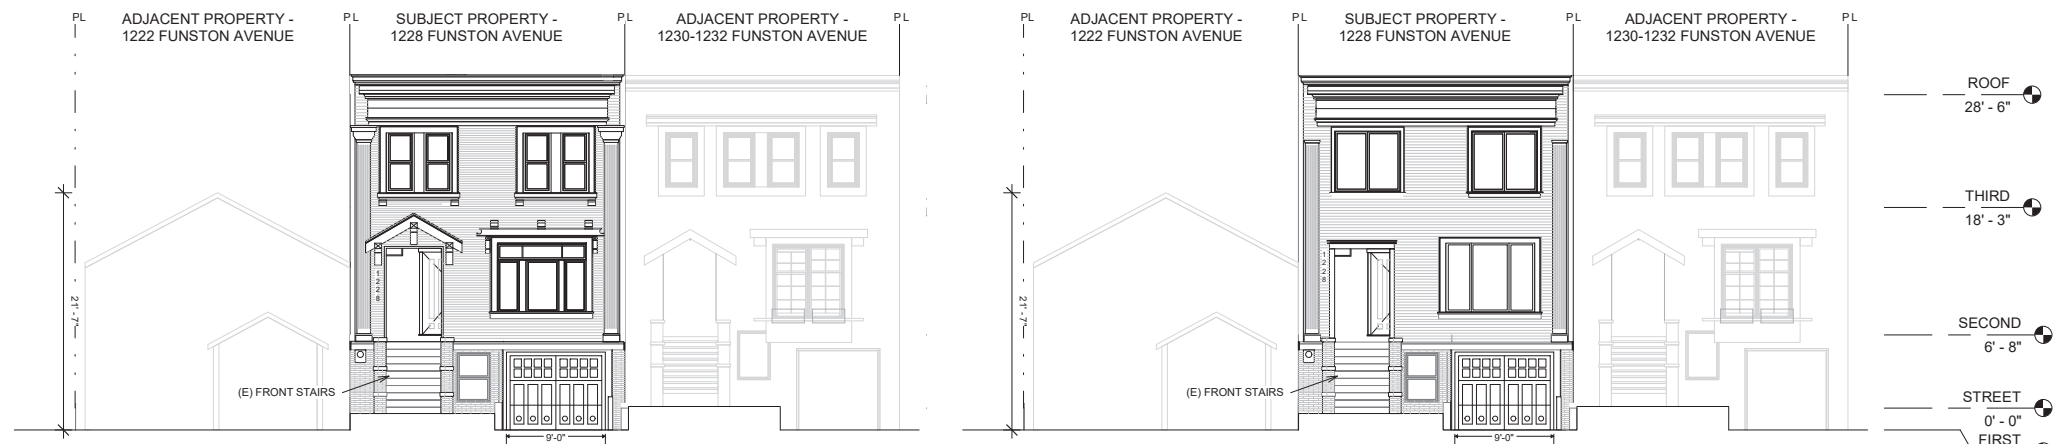 PL
ADJACENT PROPERTY -
1222 FUNSTON AVENUE
PL
SUBJECT PROPERTY -
1228 FUNSTON AVENUE
PL
ADJACENT PROPERTY -
1230-1232 FUNSTON AVENUE
PL
21' - 7"
1228
(E) FRONT STAIRS
9'-0"
PL
ADJACENT PROPERTY -
1222 FUNSTON AVENUE
PL
SUBJECT PROPERTY -
1228 FUNSTON AVENUE
PL
ADJACENT PROPERTY -
1230-1232 FUNSTON AVENUE
PL
21' - 7"
1228
(E) FRONT STAIRS
9'-0"
ROOF
28' - 6"
THIRD
18' - 3"
SECOND
6' - 8"
STREET
0' - 0"
FIRST